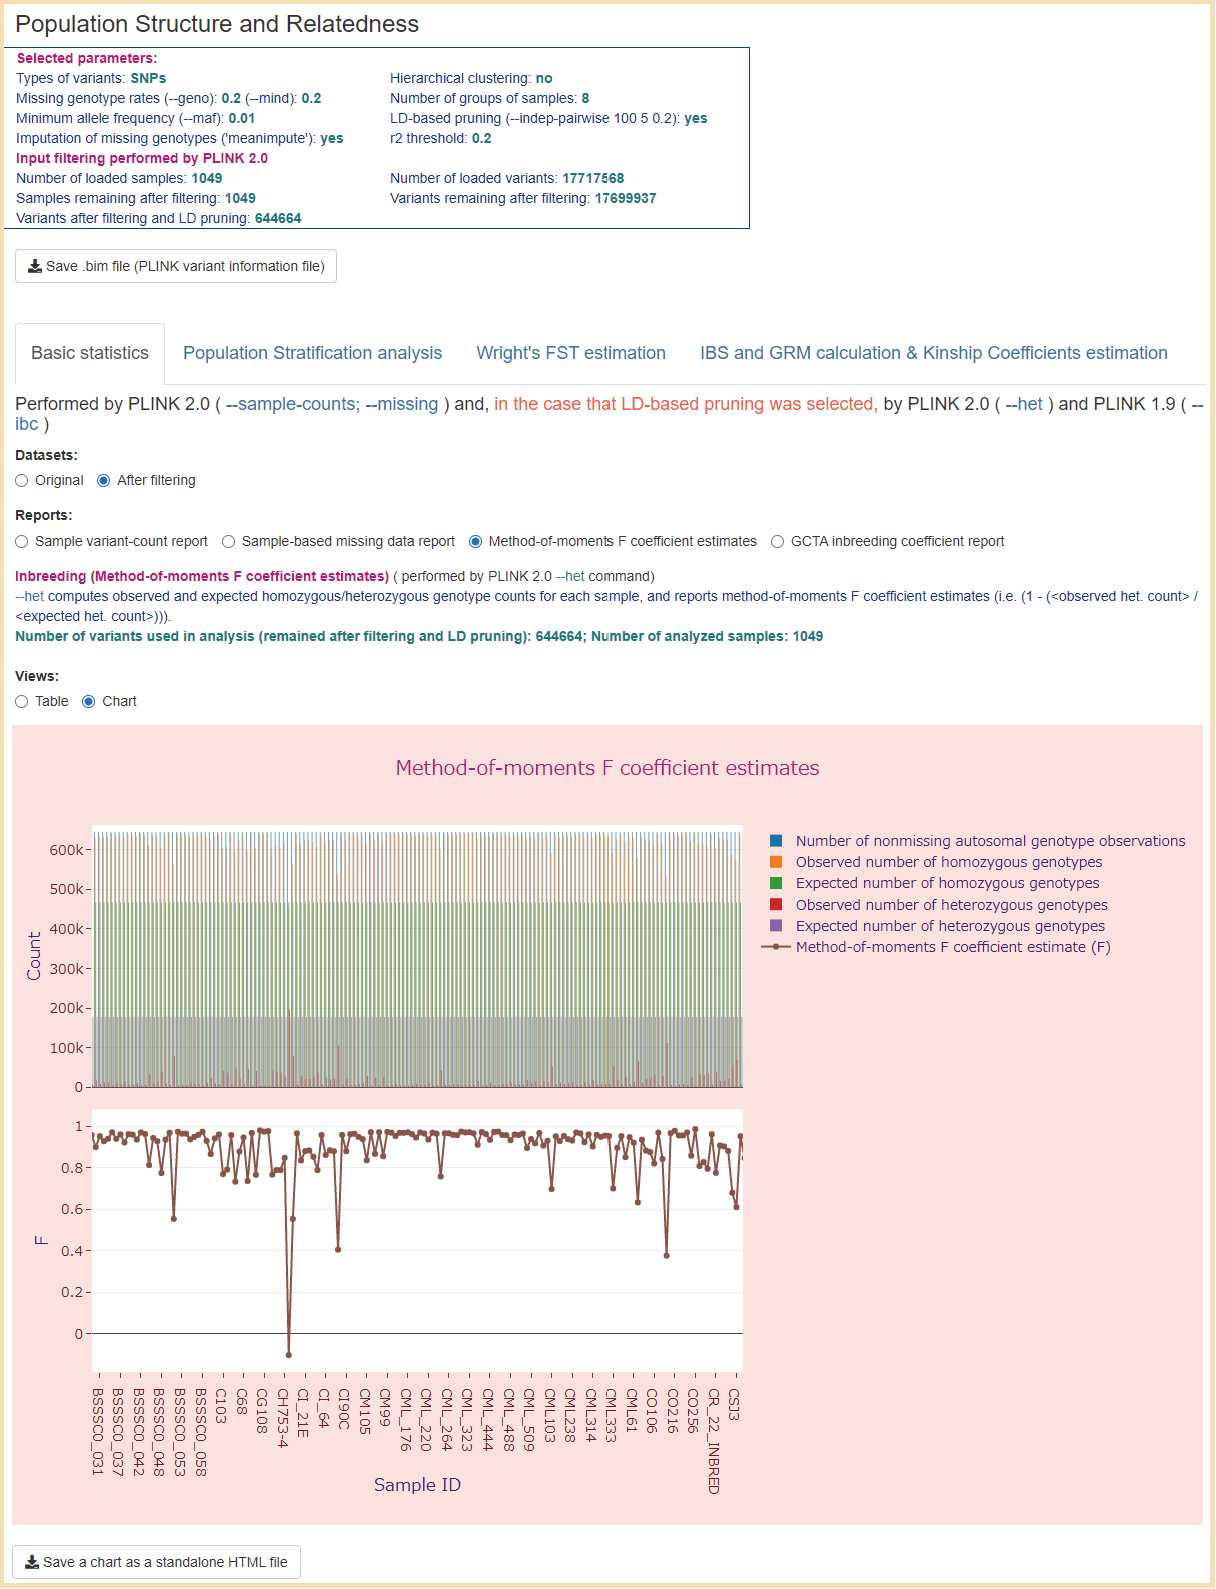 Population Structure and Relatedness
Selected parameters:
Types of variants: SNPs
Hierarchical clustering: no
Missing genotype rates (--geno): 0.2 (--mind): 0.2
Number of groups of samples: 8
Minimum allele frequency (--maf): 0.01
LD-based pruning (--indep-pairwise 100 5 0.2): yes
Imputation of missing genotypes ('meanimpute'): yes
r2 threshold: 0.2
Input filtering performed by PLINK 2.0
Number of loaded samples: 1049
Number of loaded variants: 17717568
Samples remaining after filtering: 1049
Variants remaining after filtering: 17699937
Variants after filtering and LD pruning: 644664
Save .bim file (PLINK variant information file)
Basic statistics
Population Stratification analysis
Wright's FST estimation
IBS and GRM calculation & Kinship Coefficients estimation
Performed by PLINK 2.0 ( --sample-counts; --missing ) and, in the case that LD-based pruning was selected, by PLINK 2.0 ( --het ) and PLINK 1.9 ( --
ibc )
Datasets:
Original After filtering
Reports:
Sample variant-count report Sample-based missing data report Method-of-moments F coefficient estimates GCTA inbreeding coefficient report
Inbreeding (Method-of-moments F coefficient estimates) ( performed by PLINK 2.0 --het command)
--het computes observed and expected homozygous/heterozygous genotype counts for each sample, and reports method-of-moments F coefficient estimates (i.e. (1 - (<observed het. count> /
<expected het. count>))).
Number of variants used in analysis (remained after filtering and LD pruning): 644664; Number of analyzed samples: 1049
Views:
Table Chart
Method-of-moments F coefficient estimates
Number of nonmissing autosomal genotype observations
Observed number of homozygous genotypes
Expected number of homozygous genotypes
Observed number of heterozygous genotypes
Expected number of heterozygous genotypes
Method-of-moments F coefficient estimate (F)
Count
600k
500k
400k
300k
200k
100k
0
F
1
0.8
0.6
0.4
0.2
0
BSSSC0_031
BSSSC0_037
BSSSC0_042
BSSSC0_048
BSSSC0_053
BSSSC0_058
C103
C68
CG108
CH753-4
CI_21E
CI_64
CI90C
CM105
CM99
CML_176
CML_220
CML_264
CML_323
CML_444
CML_488
CML_509
CML103
CML238
CML314
CML333
CML61
CO106
CO216
CO256
CR_22_INBRED
CSJ3
Sample ID
Save a chart as a standalone HTML file